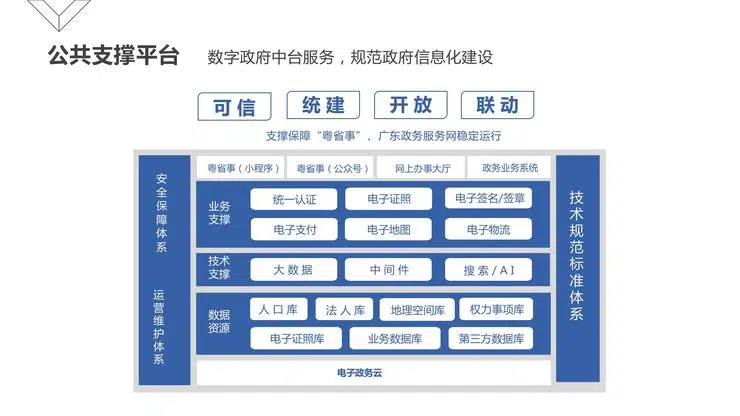 公共支撑平台
数字政府中台服务，规范政府信息化建设
可信 统建 开放 联动
支撑保障“粤省事”、广东政务服务网稳定运行
安全保障体系
运营维护体系
粤省事（小程序） 粤省事（公众号） 网上办事大厅 政务业务系统
业务支撑
统一认证 电子证照 电子签名/签章
电子支付 电子地图 电子物流
技术支撑
大数据 中间件 搜索/AI
数据资源
人口库 法人库 地理空间库 权力事项库
电子证照库 业务数据库 第三方数据库
电子政务云
技术规范标准体系